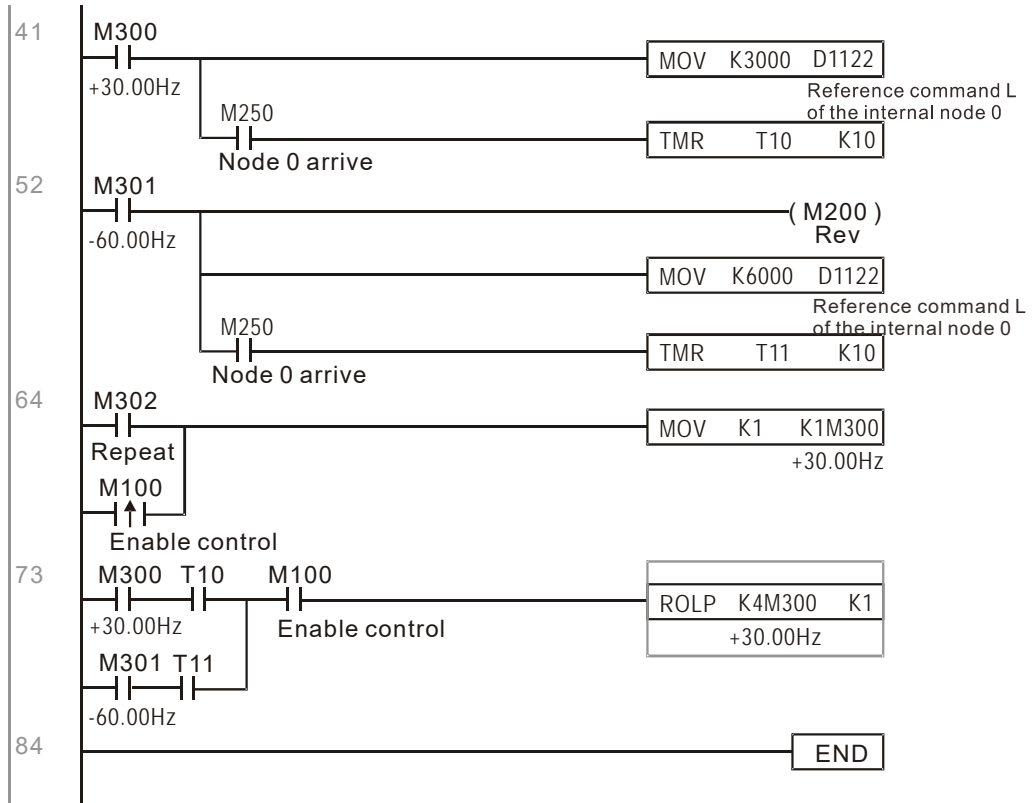 41
M300
MOV K3000 D1122
+30.00Hz
Reference command L
of the internal node 0
M250
TMR T10 K10
Node 0 arrive
52
M301
( M200 )
Rev
-60.00Hz
MOV K6000 D1122
Reference command L
of the internal node 0
M250
TMR T11 K10
Node 0 arrive
64
M302
MOV K1 K1M300
Repeat
+30.00Hz
M100
Enable control
73
M300 T10 M100
ROLP K4M300 K1
+30.00Hz
Enable control
+30.00Hz
M301 T11
-60.00Hz
84
END